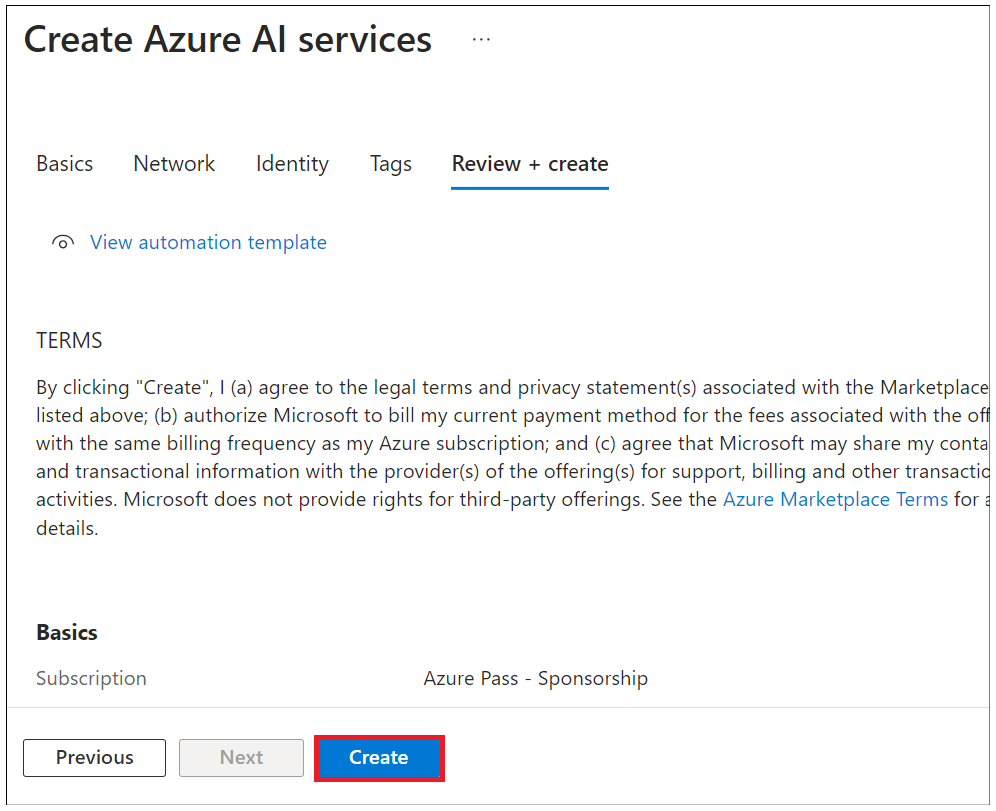 Create Azure AI services ...
Basics Network Identity Tags Review + create
View automation template
TERMS
By clicking "Create", I (a) agree to the legal terms and privacy statement(s) associated with the Marketplace
listed above; (b) authorize Microsoft to bill my current payment method for the fees associated with the off
with the same billing frequency as my Azure subscription; and (c) agree that Microsoft may share my conta
and transactional information with the provider(s) of the offering(s) for support, billing and other transactio
activities. Microsoft does not provide rights for third-party offerings. See the Azure Marketplace Terms for a
details.
Basics
Subscription Azure Pass - Sponsorship
Previous Next Create